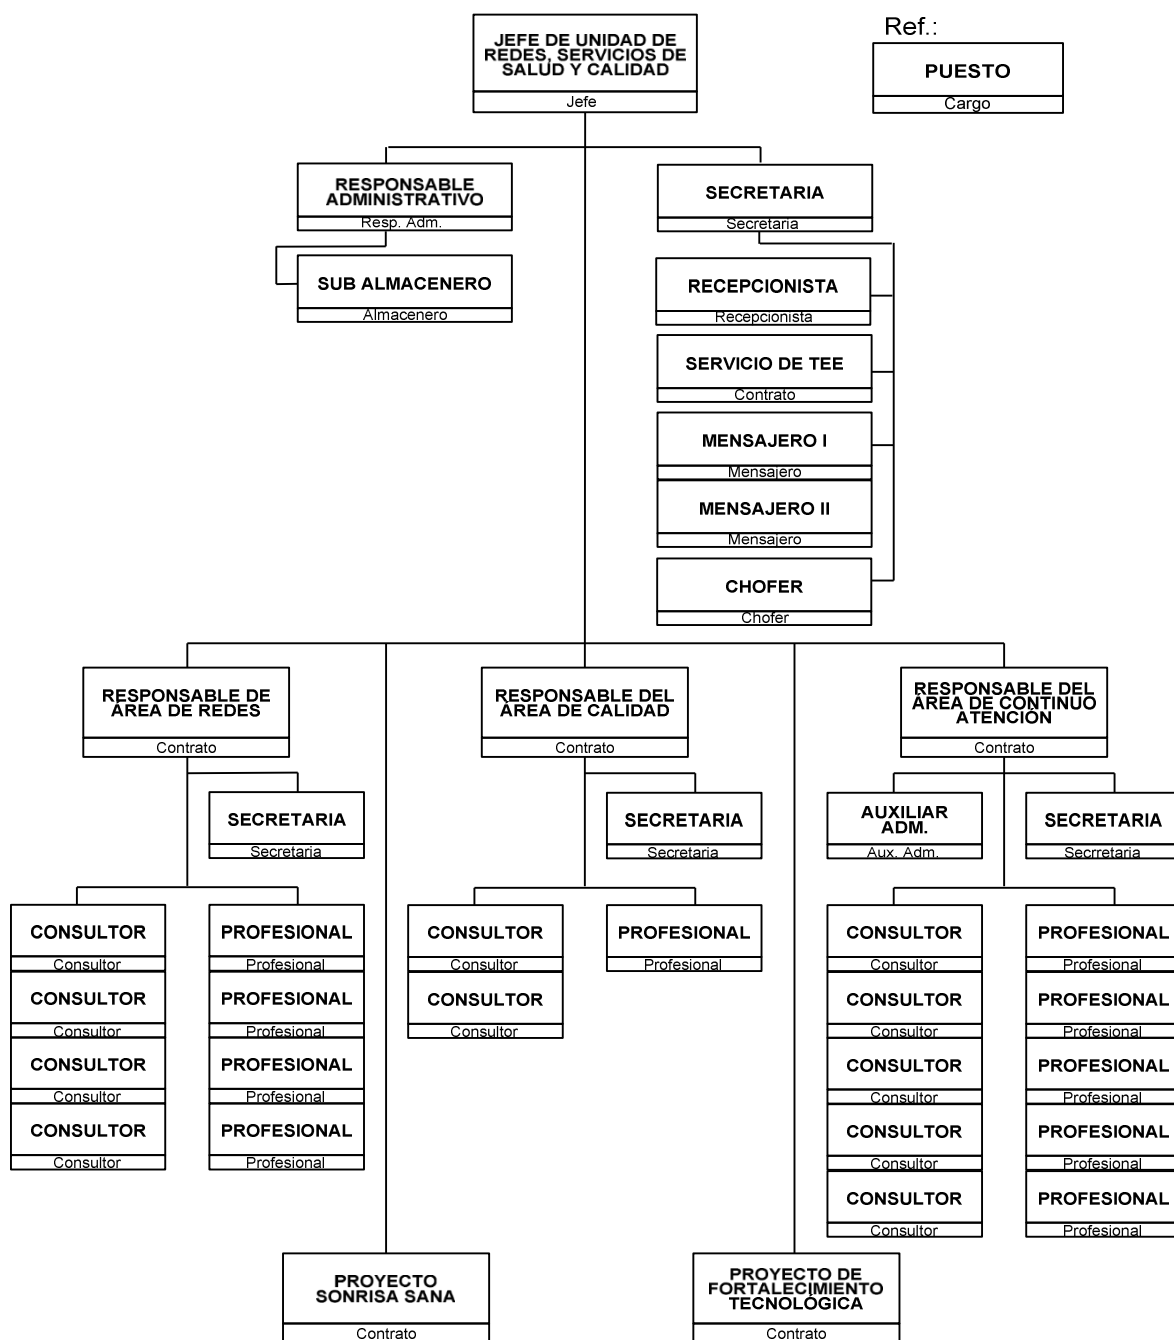 JEFE DE UNIDAD DE
REDES, SERVICIOS DE
SALUD Y CALIDAD
Jefe
Ref.:
PUESTO
Cargo
RESPONSABLE
ADMINISTRATIVO
Resp. Adm.
SUB ALMACENERO
Almacenero
SECRETARIA
Secretaria
RECEPCIONISTA
Recepcionista
SERVICIO DE TEE
Contrato
MENSAJERO I
Mensajero
MENSAJERO II
Mensajero
CHOFER
Chofer
RESPONSABLE DE
ÁREA DE REDES
Contrato
SECRETARIA
Secretaria
CONSULTOR
Consultor
CONSULTOR
Consultor
CONSULTOR
Consultor
CONSULTOR
Consultor
PROFESIONAL
Profesional
PROFESIONAL
Profesional
PROFESIONAL
Profesional
PROFESIONAL
Profesional
RESPONSABLE DEL
ÁREA DE CALIDAD
Contrato
SECRETARIA
Secretaria
CONSULTOR
Consultor
CONSULTOR
Consultor
PROFESIONAL
Profesional
RESPONSABLE DEL
ÁREA DE CONTINUO
ATENCIÓN
Contrato
AUXILIAR
ADM.
Aux. Adm.
SECRETARIA
Secrretaria
CONSULTOR
Consultor
CONSULTOR
Consultor
CONSULTOR
Consultor
CONSULTOR
Consultor
CONSULTOR
Consultor
PROFESIONAL
Profesional
PROFESIONAL
Profesional
PROFESIONAL
Profesional
PROFESIONAL
Profesional
PROFESIONAL
Profesional
PROYECTO
SONRISA SANA
Contrato
PROYECTO DE
FORTALECIMIENTO
TECNOLÓGICA
Contrato